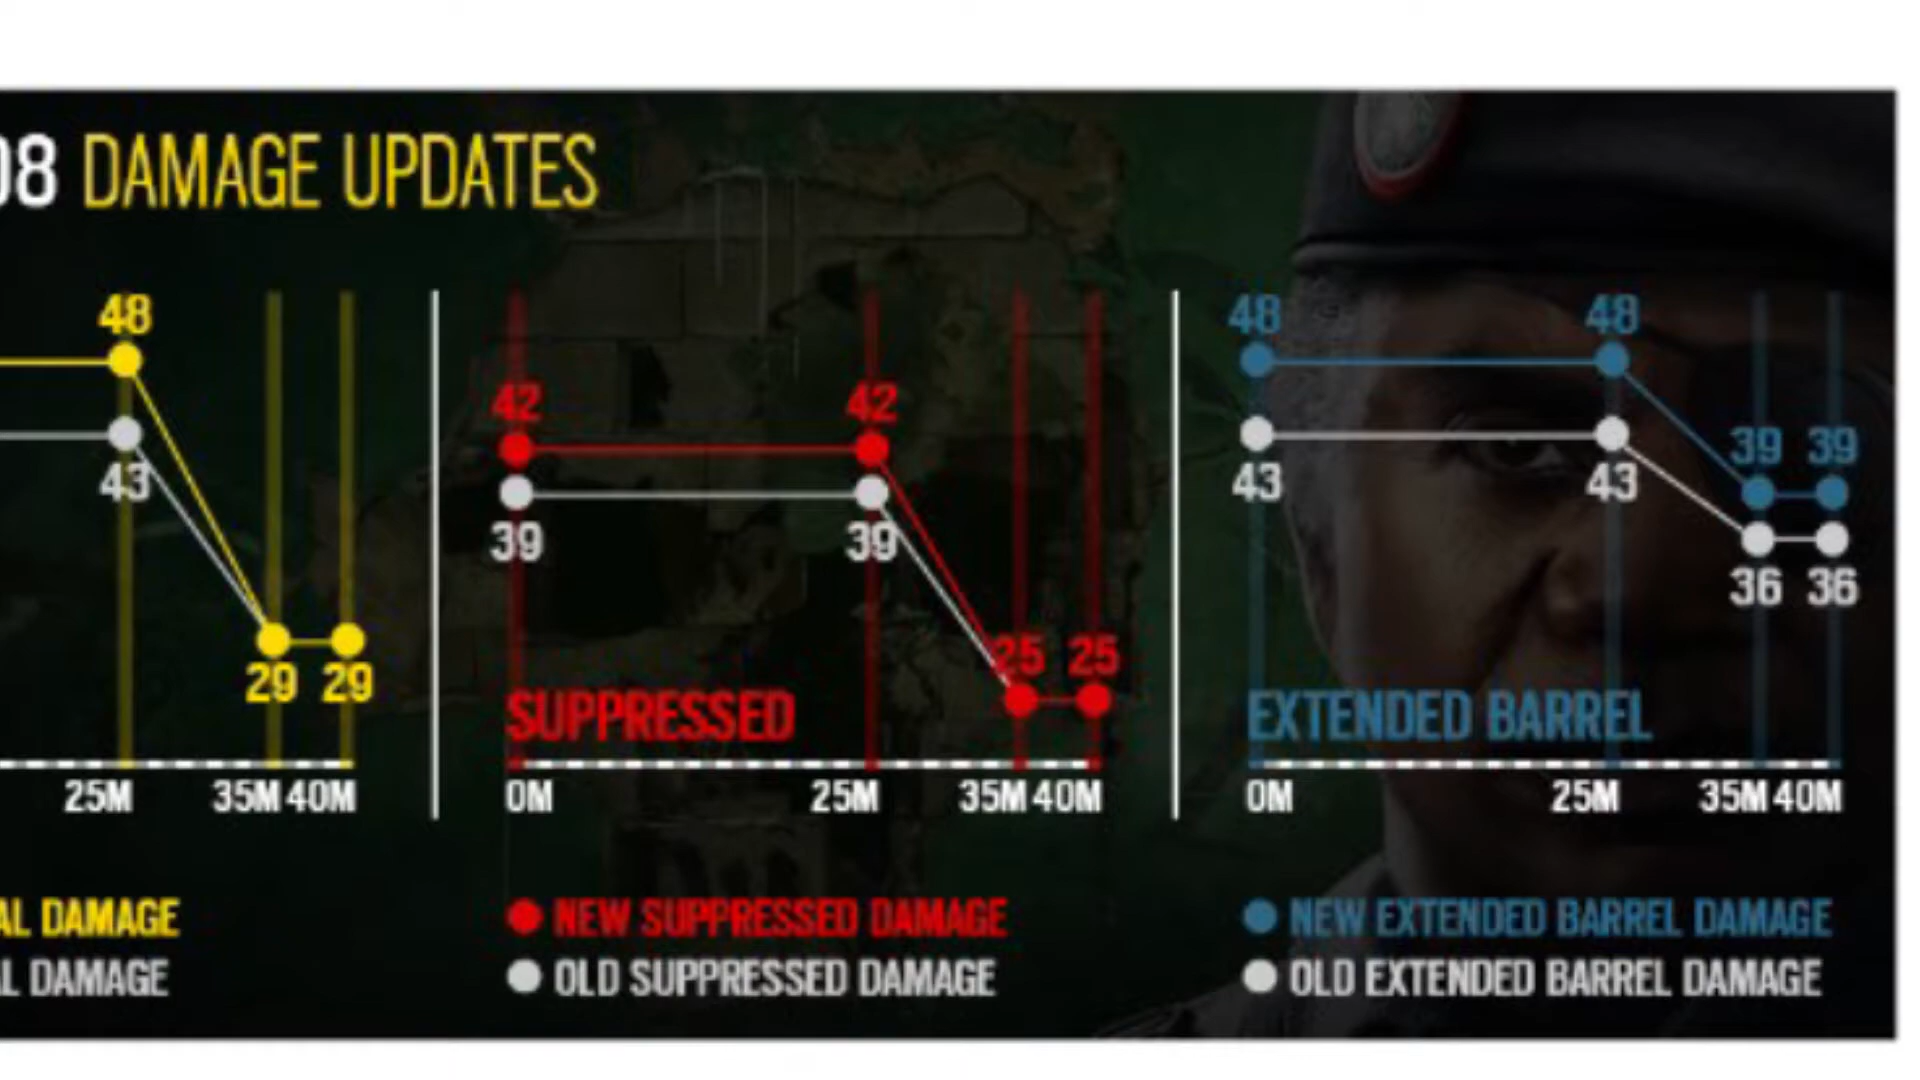 08 DAMAGE UPDATES
48
43
29 29
25M 35M 40M
AL DAMAGE
AL DAMAGE
42 42
39 39
25 25
SUPPRESSED
0M 25M 35M 40M
NEW SUPPRESSED DAMAGE
OLD SUPPRESSED DAMAGE
48 48
43 43
39 39
36 36
EXTENDED BARREL
0M 25M 35M 40M
NEW EXTENDED BARREL DAMAGE
OLD EXTENDED BARREL DAMAGE